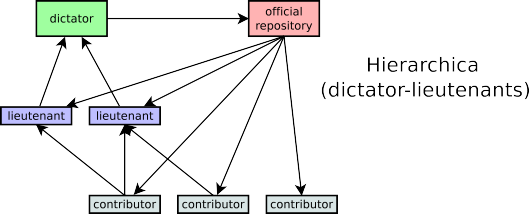 dictator
official
repository
Hierarchica
(dictator-lieutenants)
lieutenant
lieutenant
contributor
contributor
contributor